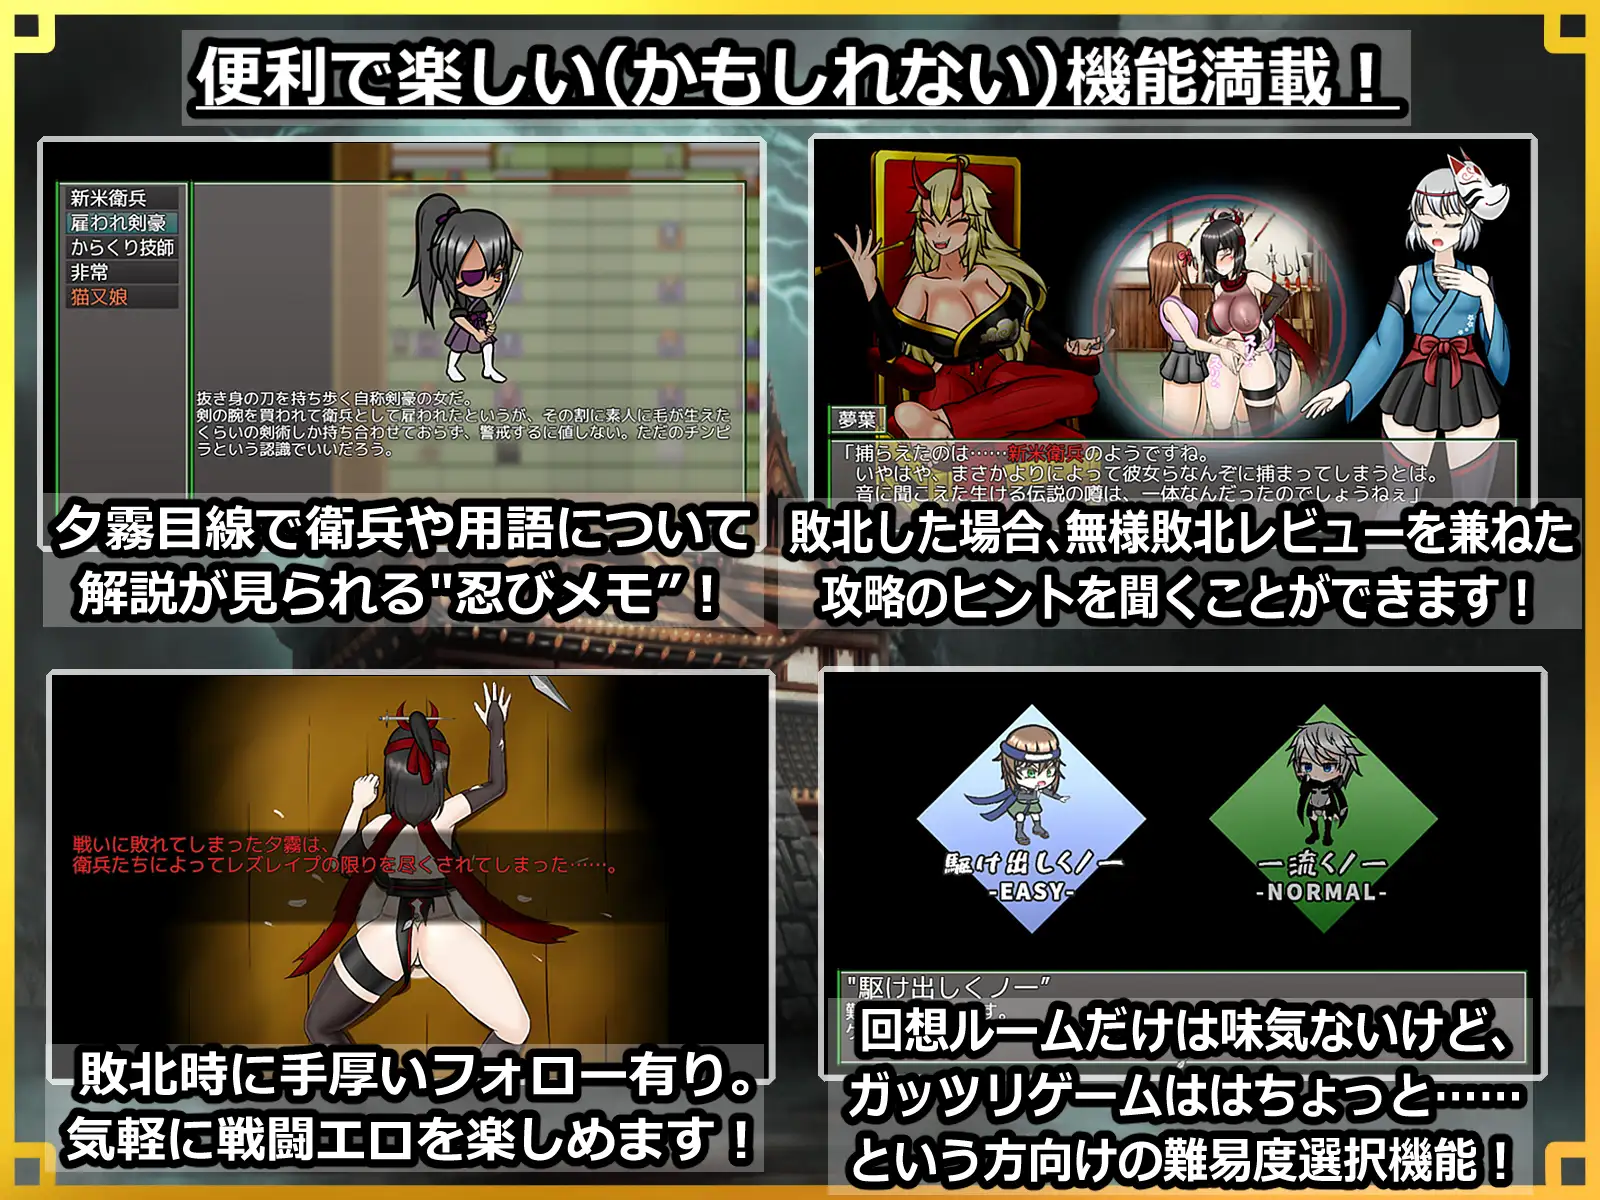 便利で楽しい（かもしれない）機能満載！
新米衛兵
雇われ剣豪
からくり技師
非常
猫又娘
抜き身の刀を持ち歩く自称剣豪の女だ。
剣の腕を買われて衛兵として雇われたというが、その割に素人に毛が生えた
くらいの剣術しか持ち合わせておらず、警戒するに値しない。ただのチンピ
ラという認識でいいだろう。
夕霧目線で衛兵や用語について
解説が見られる"忍びメモ”！
夢葉
「捕らえたのは……新米衛兵のようですね。
いやはや、まさかよりによって彼女らなんぞに捕まってしまうとは。
音に聞こえた生ける伝説の噂は、一体なんだったのでしょうねぇ」
敗北した場合、無様敗北レビューを兼ねた
攻略のヒントを聞くことができます！
戦いに敗れてしまった夕霧は、
衛兵たちによってレズレイプの限りを尽くされてしまった……。
敗北時に手厚いフォロー有り。
気軽に戦闘エロを楽しめます！
駆け出しくノ一
-EASY-
一流くノ一
-NORMAL-
"駆け出しくノ一”
す。
回想ルームだけは味気ないけど、
ガッツリゲームははちょっと……
という方向けの難易度選択機能！